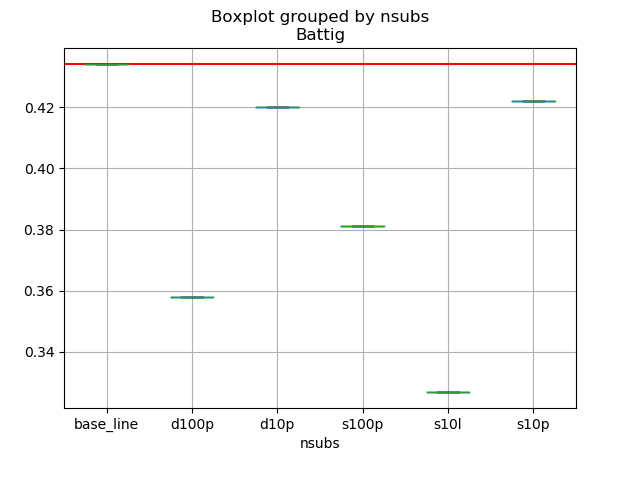 Boxplot grouped by nsubs
Battig
0.42
0.40
0.38
0.36
0.34
base_line d100p d10p s100p s10l s10p
nsubs